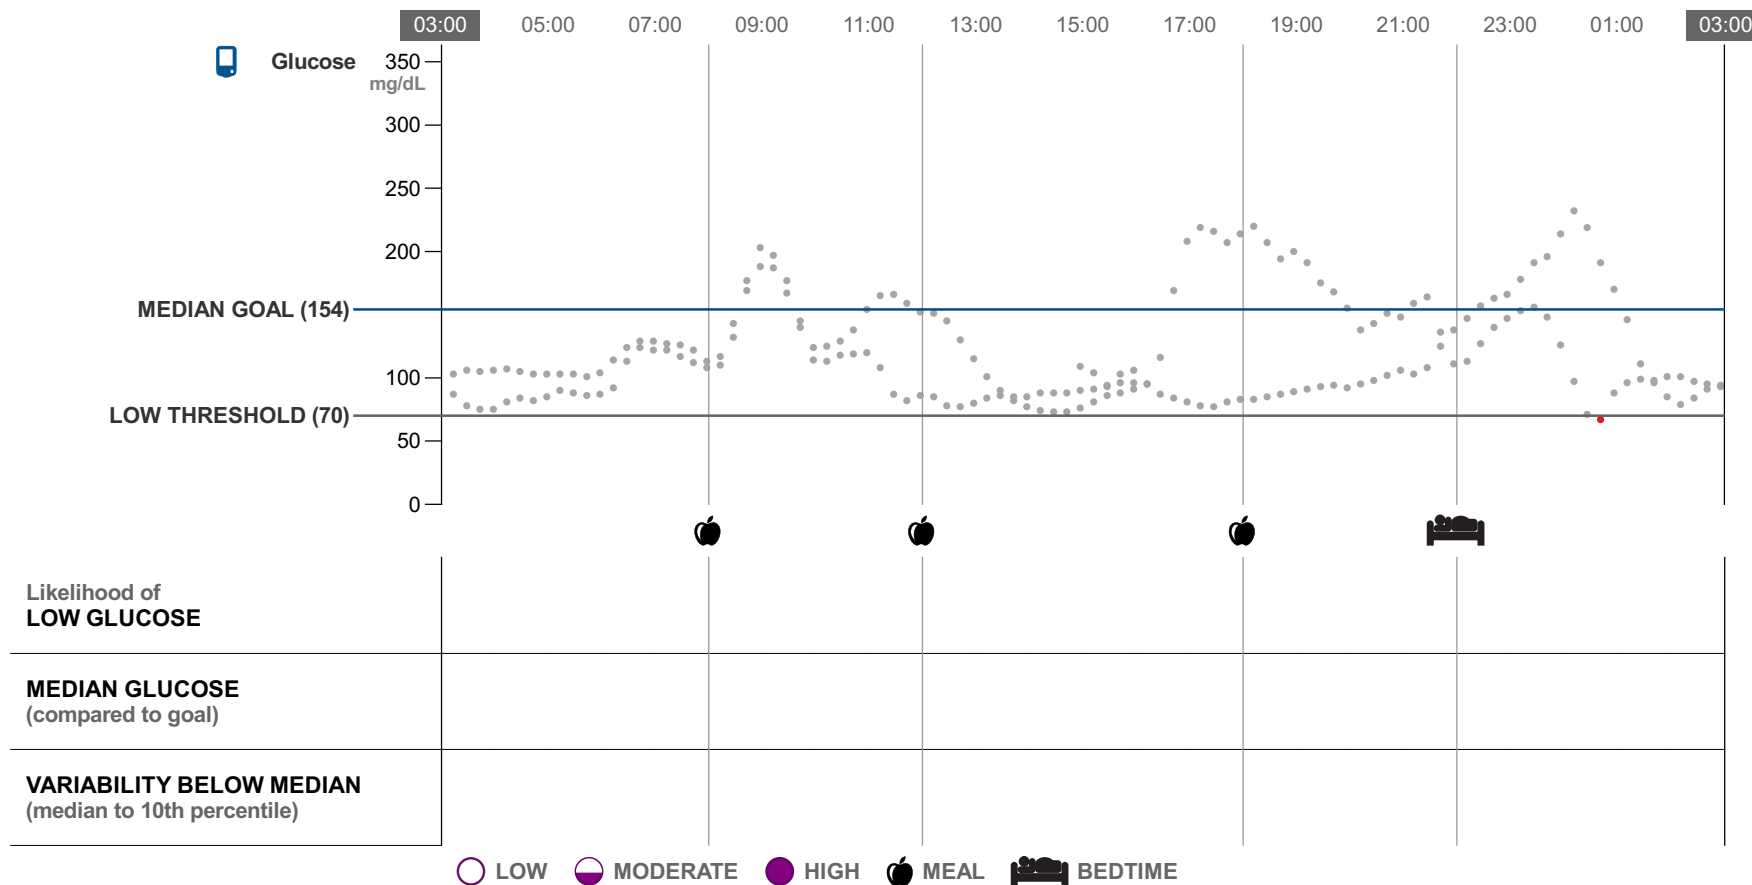 03:00 05:00 07:00 09:00 11:00 13:00 15:00 17:00 19:00 21:00 23:00 01:00 03:00
Glucose 350
mg/dL
300
250
200
MEDIAN GOAL (154)
100
LOW THRESHOLD (70)
50
0
Likelihood of
LOW GLUCOSE
MEDIAN GLUCOSE
(compared to goal)
VARIABILITY BELOW MEDIAN
(median to 10th percentile)
LOW MODERATE HIGH MEAL BEDTIME